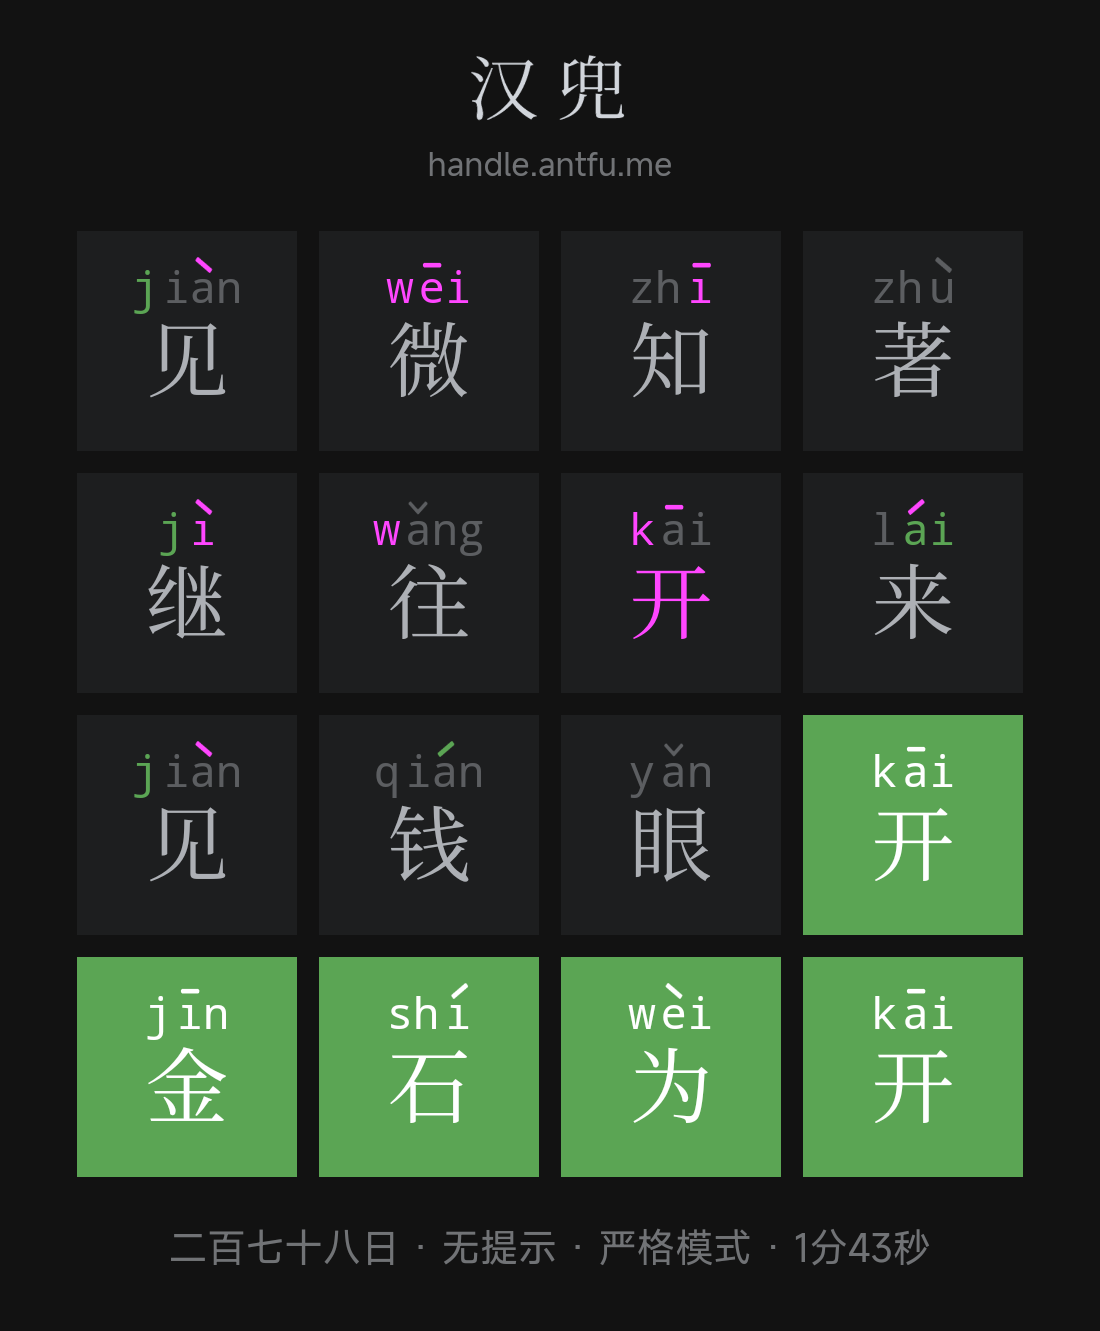 汉兜
handle.antfu.me
jiàn wēi zhī zhù
见 微 知 著
jì wǎng kāi lái
继 往 开 来
jiàn qián yǎn kāi
见 钱 眼 开
jīn shí wèi kāi
金 石 为 开
二百七十八日 · 无提示 · 严格模式 · 1分43秒